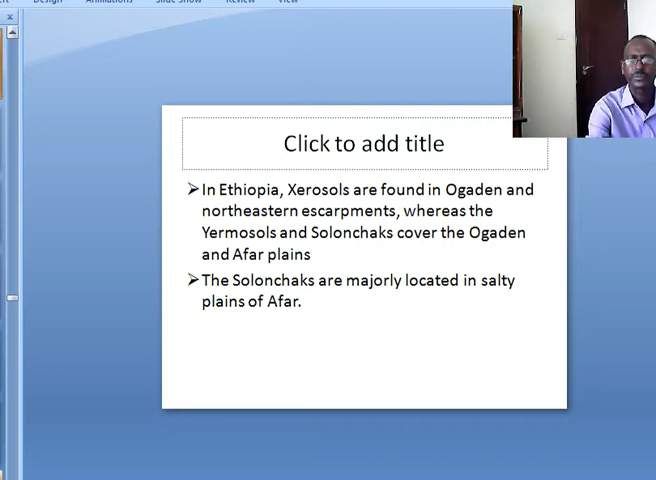 Design Animations Slide Show Review View
Click to add title
➢In Ethiopia, Xerosols are found in Ogaden and
northeastern escarpments, whereas the
Yermosols and Solonchaks cover the Ogaden
and Afar plains
➢The Solonchaks are majorly located in salty
plains of Afar.